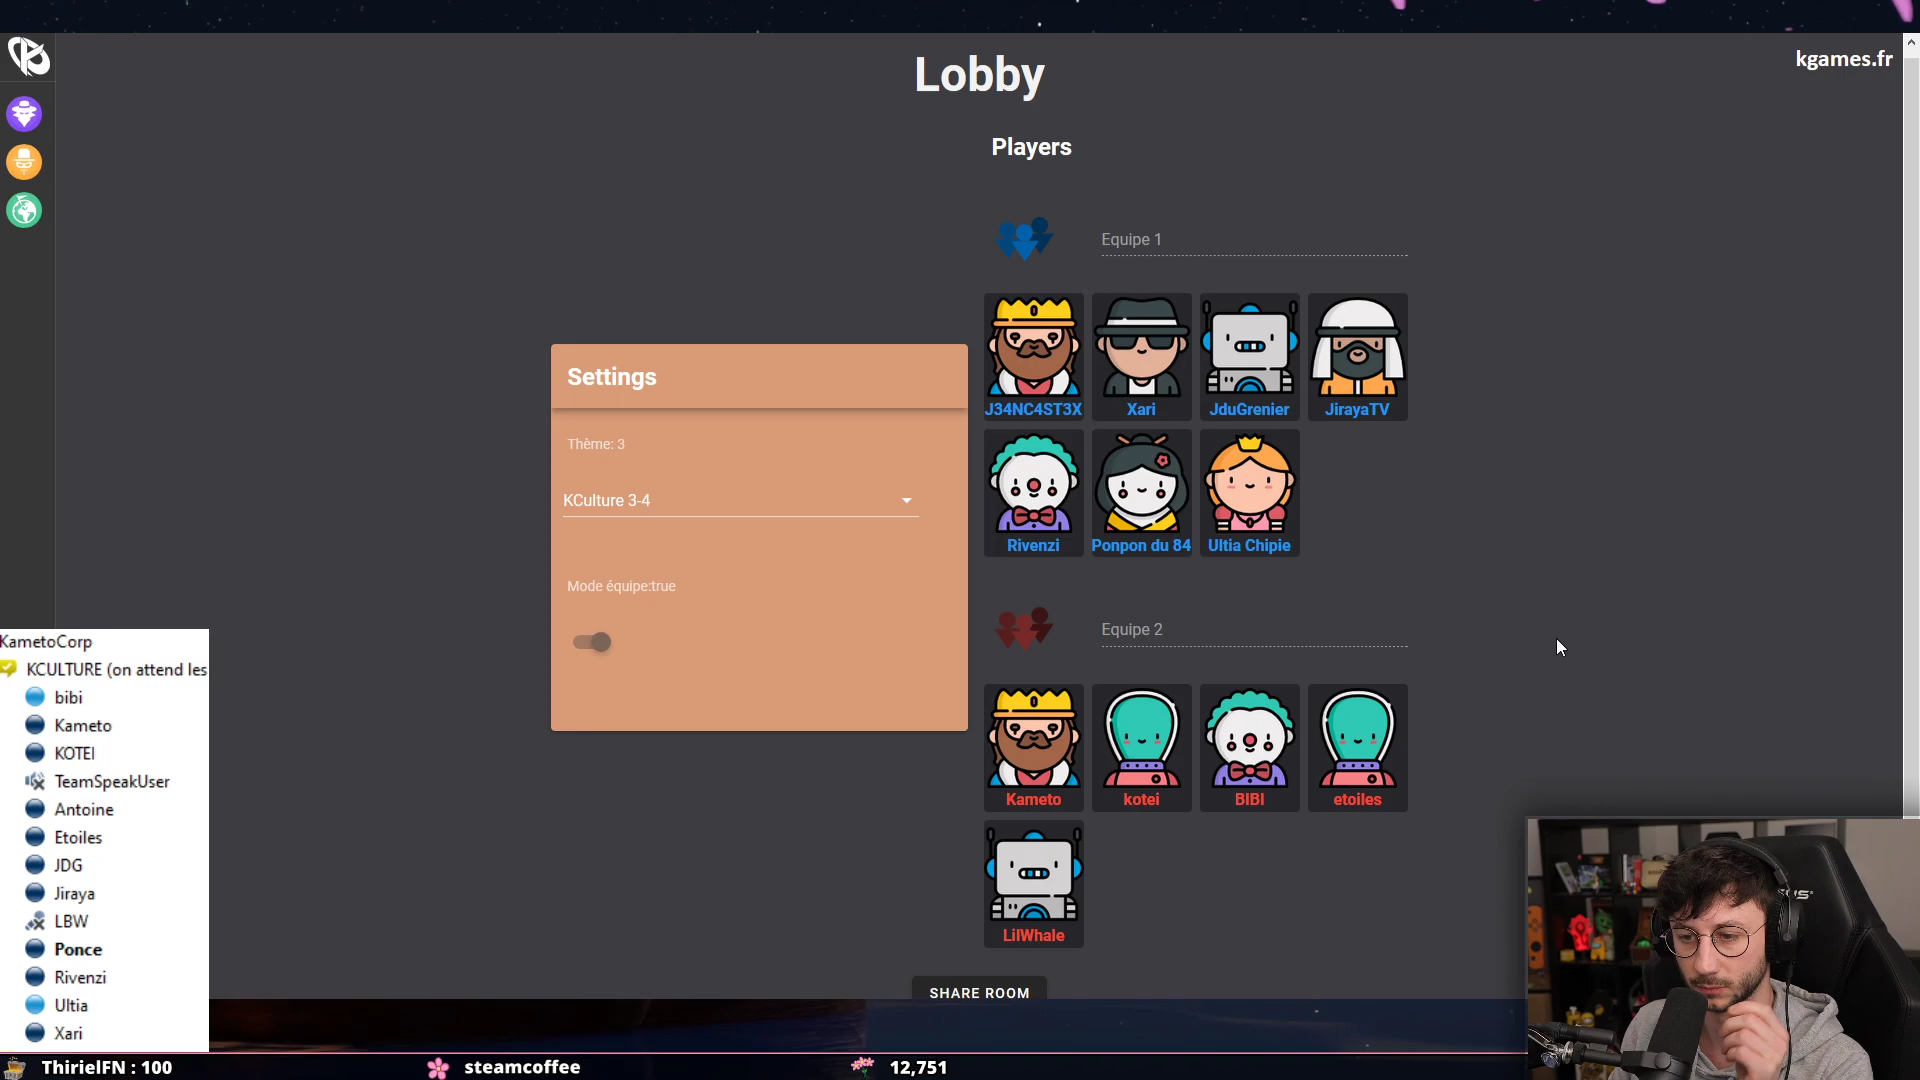 Lobby
kgames.fr
Players
Equipe 1
J34NC4ST3X
Xari
JduGrenier
JirayaTV
Rivenzi
Ponpon du 84
Ultia Chipie
Settings
Thème: 3
KCulture 3-4
Mode équipe:true
Equipe 2
Kameto
kotei
BIBI
etoiles
LilWhale
SHARE ROOM
KametoCorp
KCULTURE (on attend les
bibi
Kameto
KOTEI
TeamSpeakUser
Antoine
Etoiles
JDG
Jiraya
LBW
Ponce
Rivenzi
Ultia
Xari
ThirielFN : 100
steamcoffee
12,751